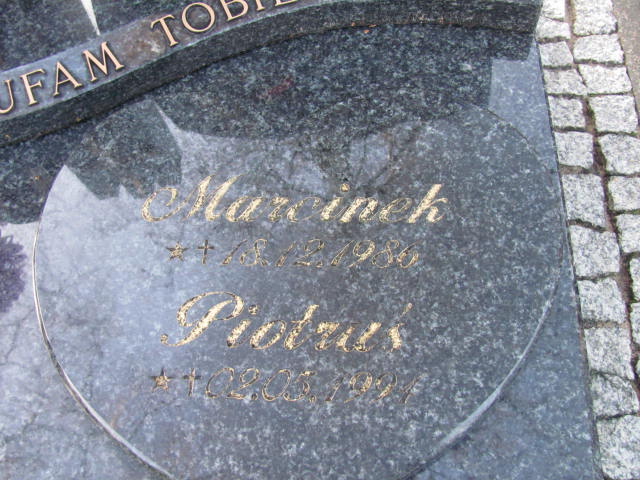 UFAM TOBIE
Marcinek
★ ✝ 18.12.1986
Piotruś
★ ✝ 02.05.1991